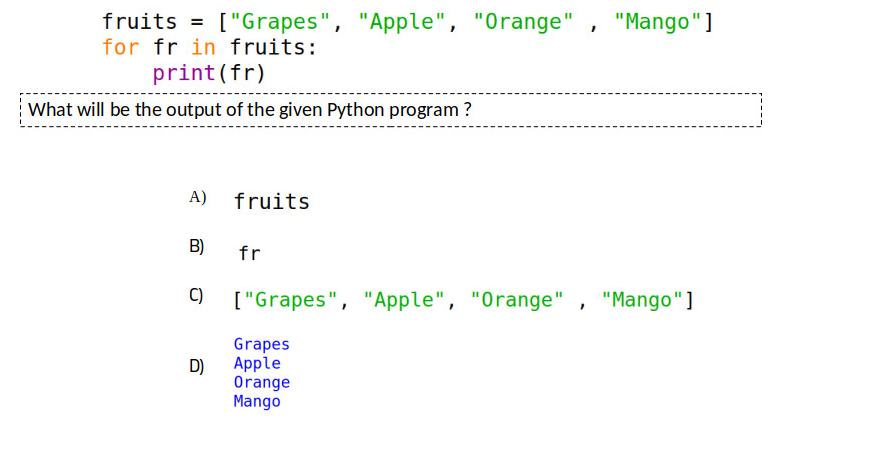 fruits = ["Grapes", "Apple", "Orange" , "Mango"]
for fr in fruits:
    print(fr)
What will be the output of the given Python program ?
A) fruits
B) fr
C) ["Grapes", "Apple", "Orange" , "Mango"]
D) Grapes
Apple
Orange
Mango